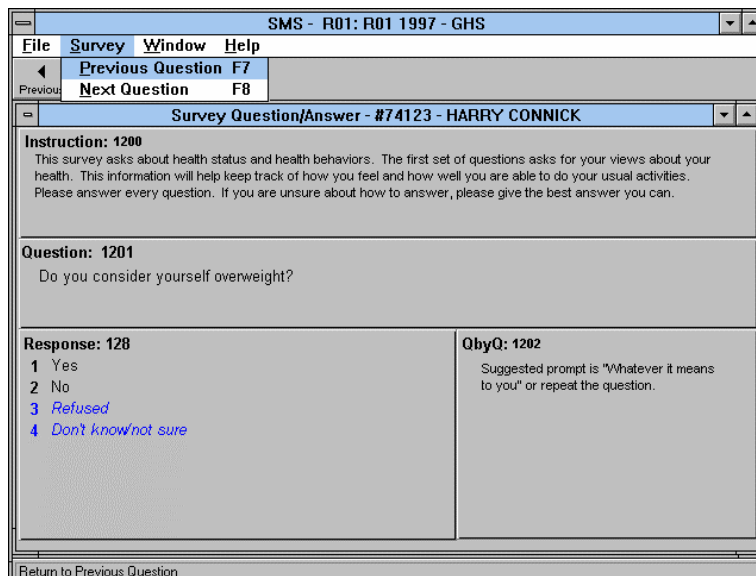 SMS - R01: R01 1997 - GHS
File Survey Window Help
Previous Question F7
Next Question F8
Previou
Survey Question/Answer - #74123 - HARRY CONNICK
Instruction: 1200
This survey asks about health status and health behaviors. The first set of questions asks for your views about your
health. This information will help keep track of how you feel and how well you are able to do your usual activities.
Please answer every question. If you are unsure about how to answer, please give the best answer you can.
Question: 1201
Do you consider yourself overweight?
Response: 128
1 Yes
2 No
3 Refused
4 Don't know/not sure
QbyQ: 1202
Suggested prompt is "Whatever it means
to you" or repeat the question.
Return to Previous Question